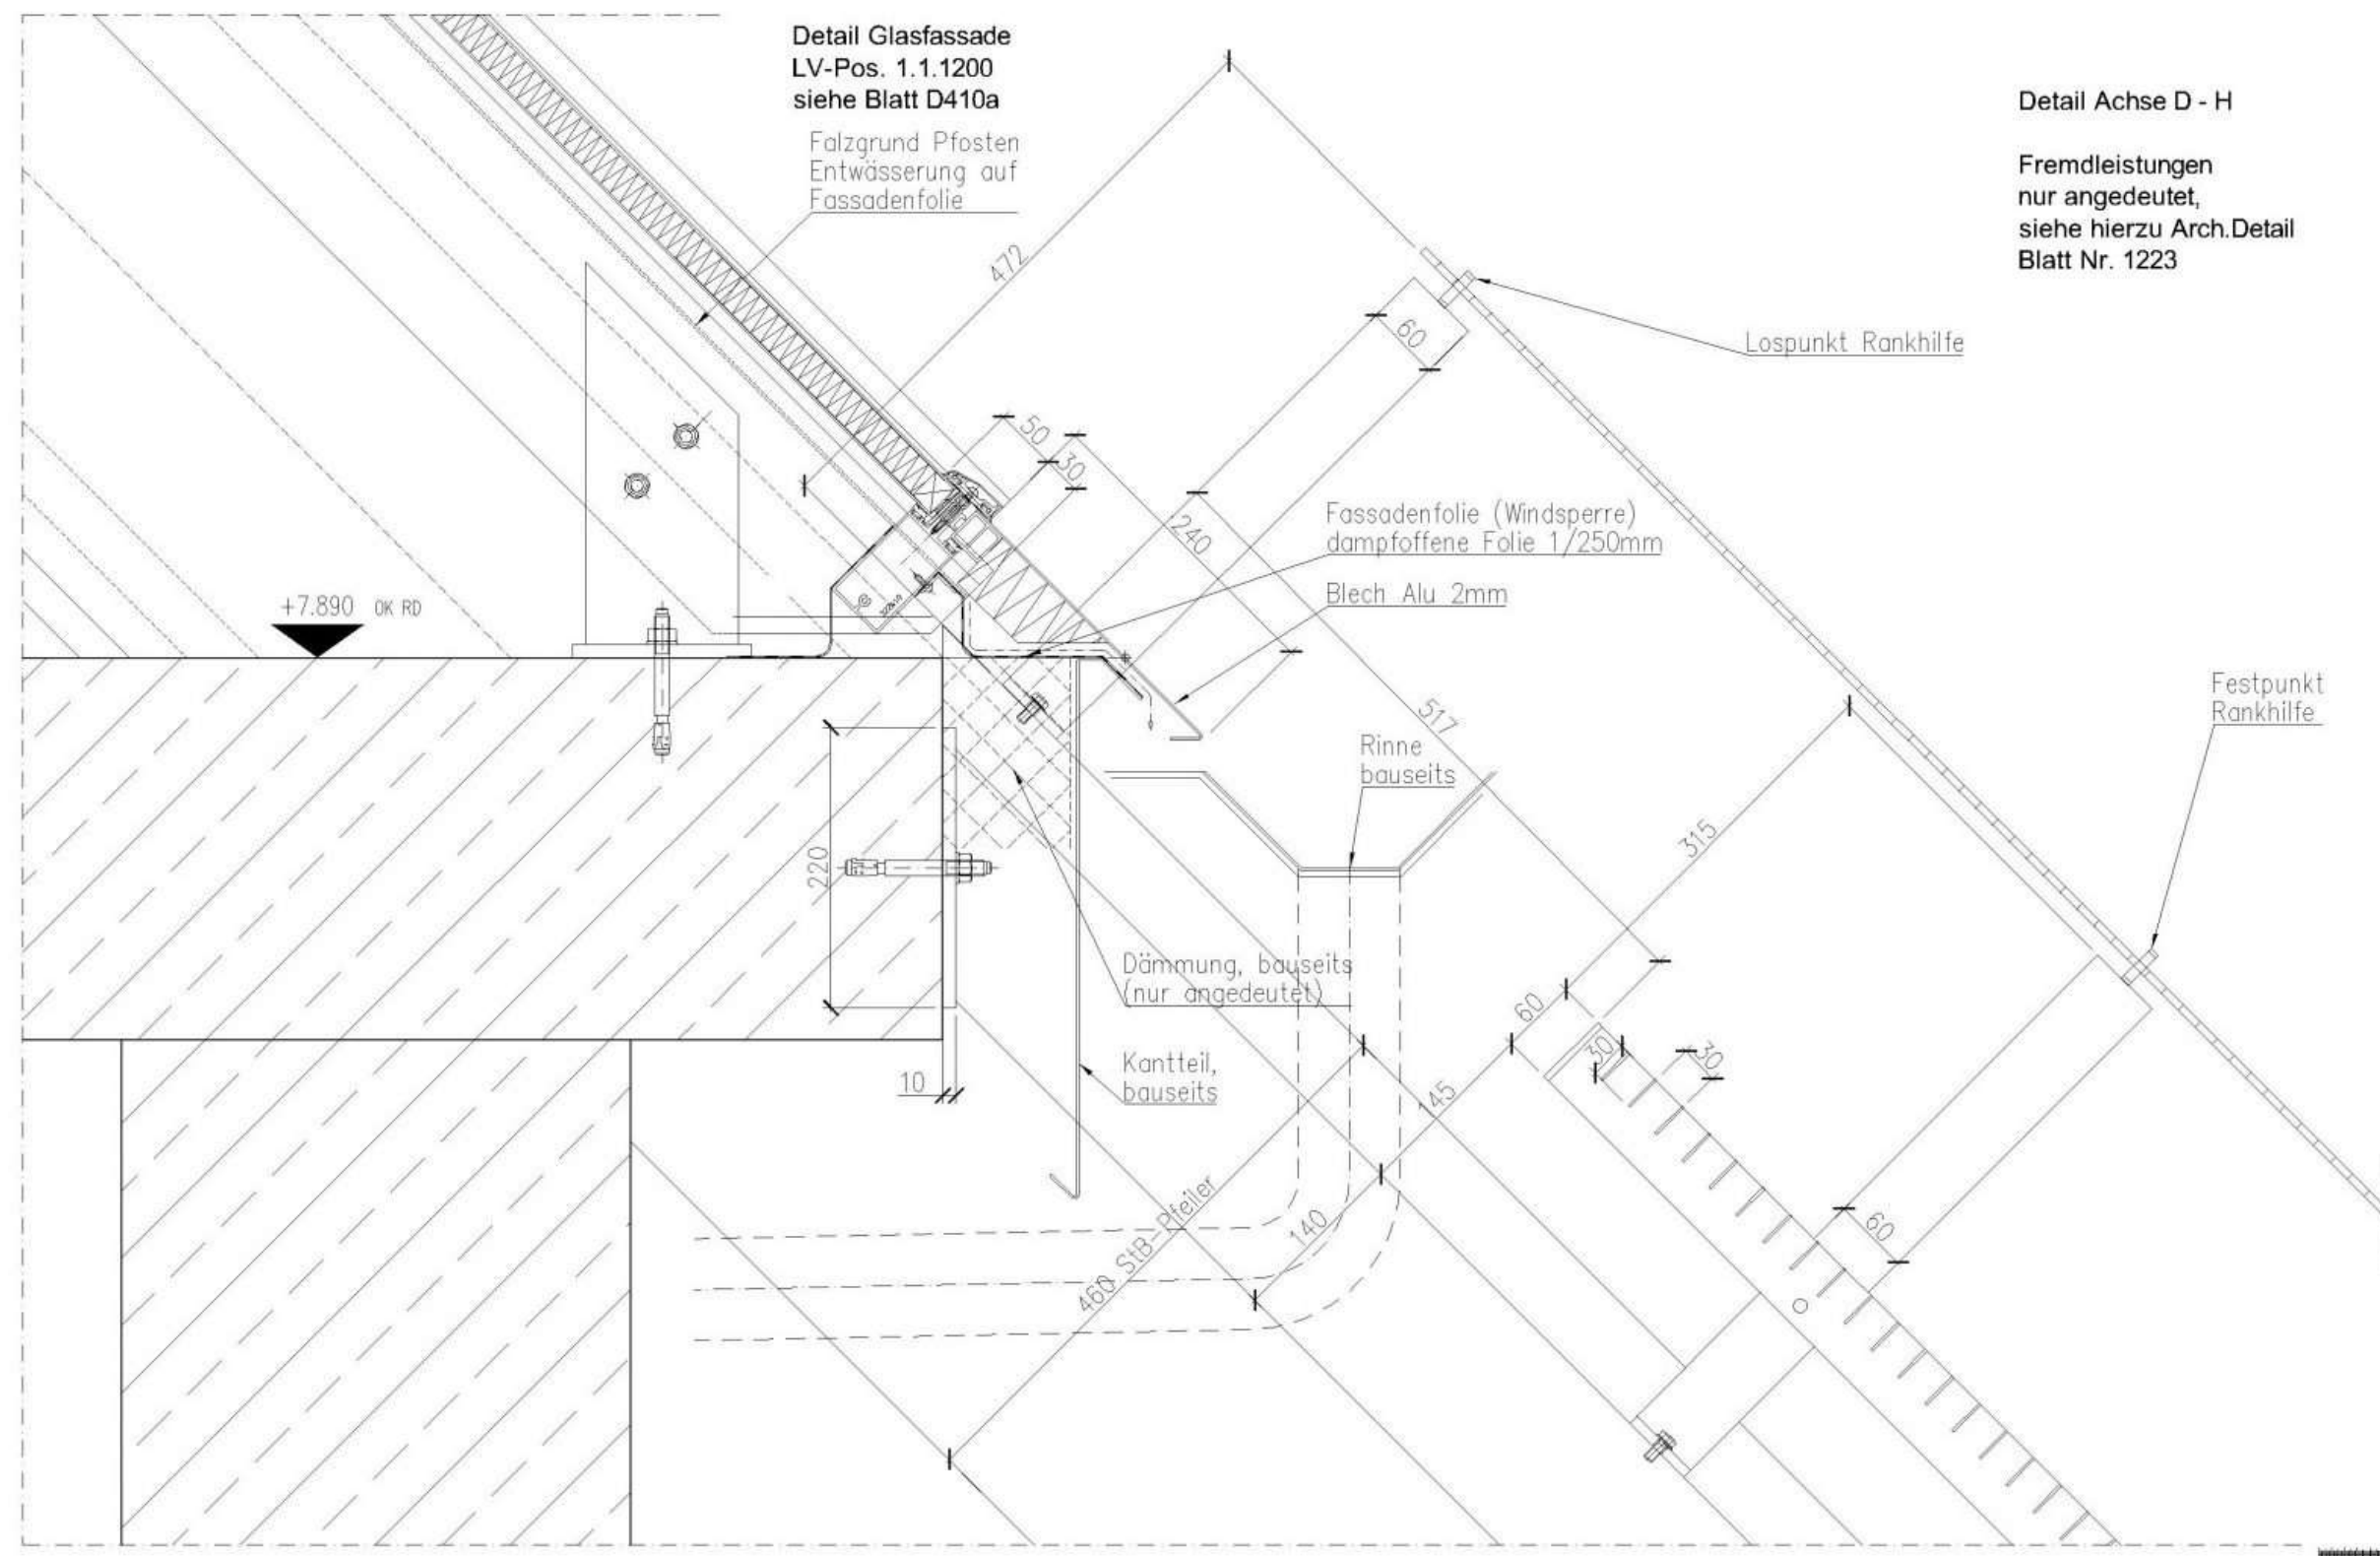 Detail Glasfassade
LV-Pos. 1.1.1200
siehe Blatt D410a
Falzgrund Pfosten
Entwässerung auf
Fassadenfolie
Detail Achse D - H
Fremdleistungen
nur angedeutet,
siehe hierzu Arch.Detail
Blatt Nr. 1223
472
60
Lospunkt Rankhilfe
50
30
240
Fassadenfolie (Windsperre)
dampfoffene Folie 1/250mm
Blech Alu 2mm
+7.890 OK RD
517
Festpunkt
Rankhilfe
Rinne
bauseits
315
220
Dämmung, bauseits
(nur angedeutet)
60
30
30
Kantteil,
bauseits
10
145
460 StB-Pfeiler
140
60